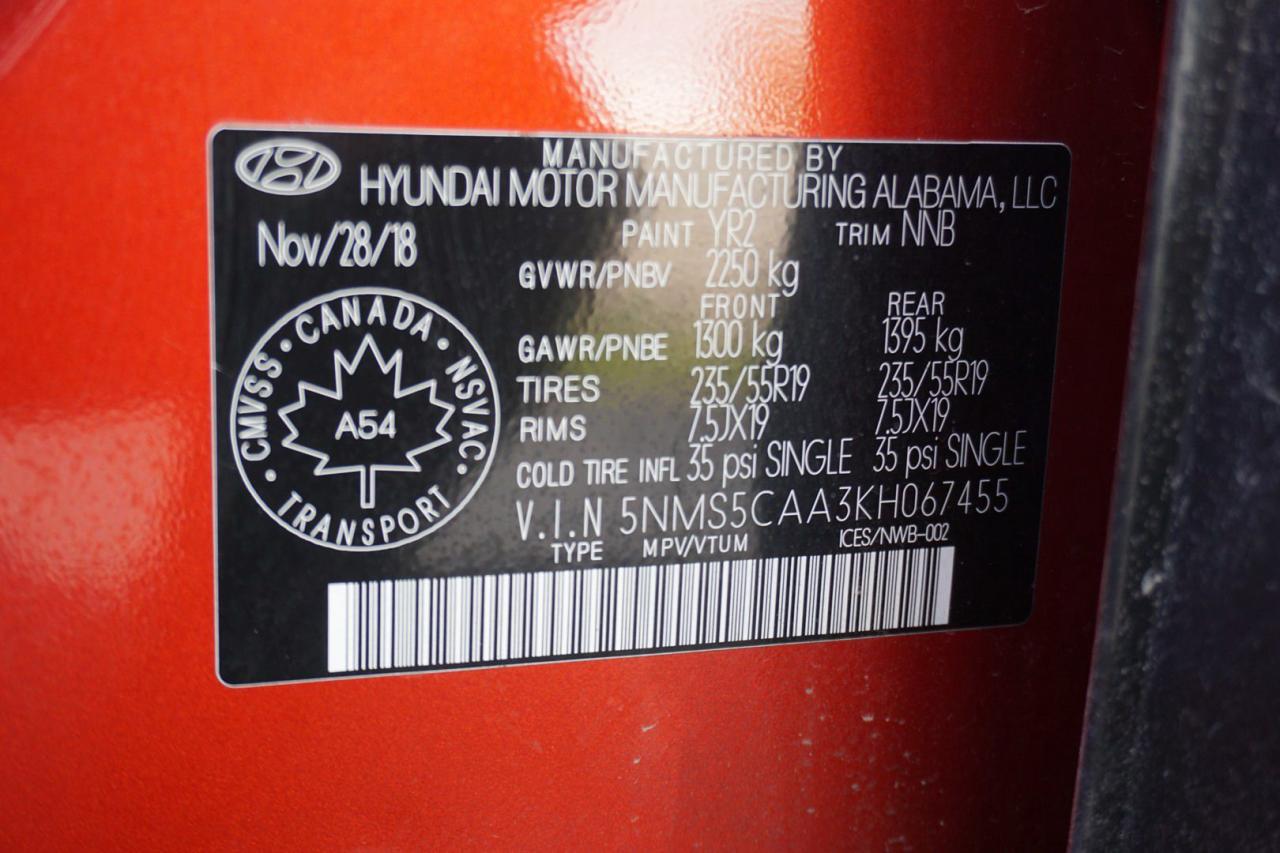 MANUFACTURED BY
HYUNDAI MOTOR MANUFACTURING ALABAMA, LLC
Nov/28/18
PAINT YR2 TRIM NNB
GVWR/PNBV 2250 kg
FRONT REAR
GAWR/PNBE 1300 kg 1395 kg
TIRES 235/55R19 235/55R19
RIMS 7.5JX19 7.5JX19
COLD TIRE INFL 35 psi SINGLE 35 psi SINGLE
V.I.N 5NMS5CAA3KH067455
TYPE MPV/VTUM ICES/NWB-002
CMVSS • CANADA • NSVAC •
A54
• TRANSPORT